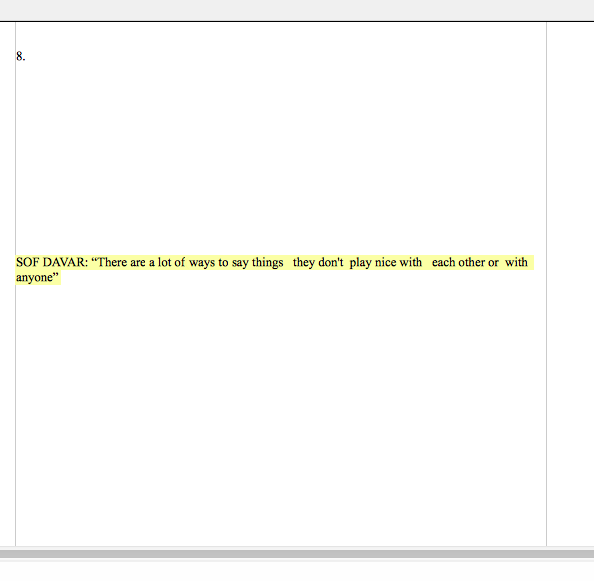 8.
SOF DAVAR: “There are a lot of ways to say things   they don't  play nice with   each other or  with
anyone”